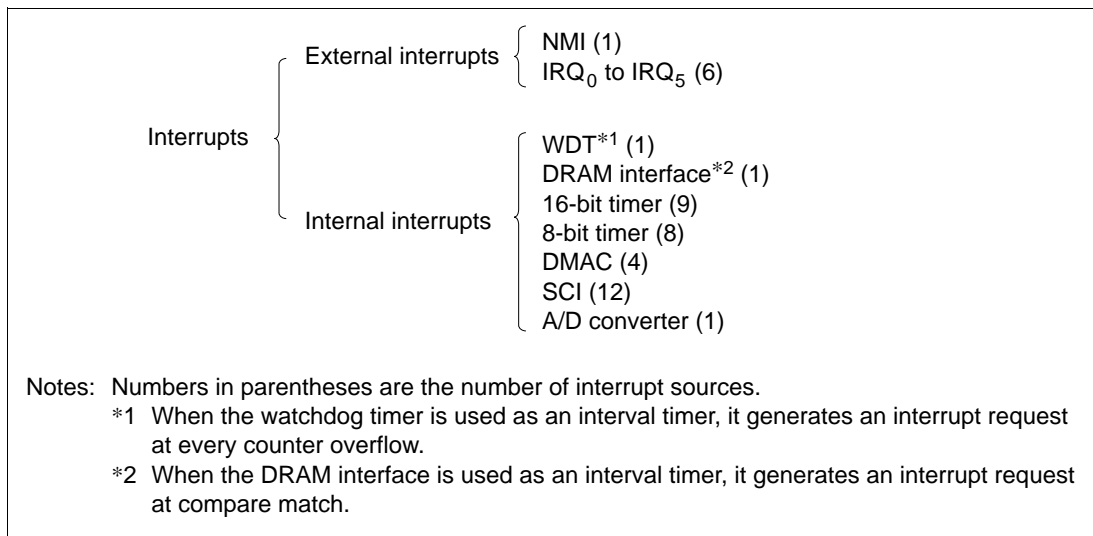 External interrupts
NMI (1)
IRQ₀ to IRQ₅ (6)
Interrupts
Internal interrupts
WDT*¹ (1)
DRAM interface*² (1)
16-bit timer (9)
8-bit timer (8)
DMAC (4)
SCI (12)
A/D converter (1)
Notes: Numbers in parentheses are the number of interrupt sources.
*1 When the watchdog timer is used as an interval timer, it generates an interrupt request
at every counter overflow.
*2 When the DRAM interface is used as an interval timer, it generates an interrupt request
at compare match.